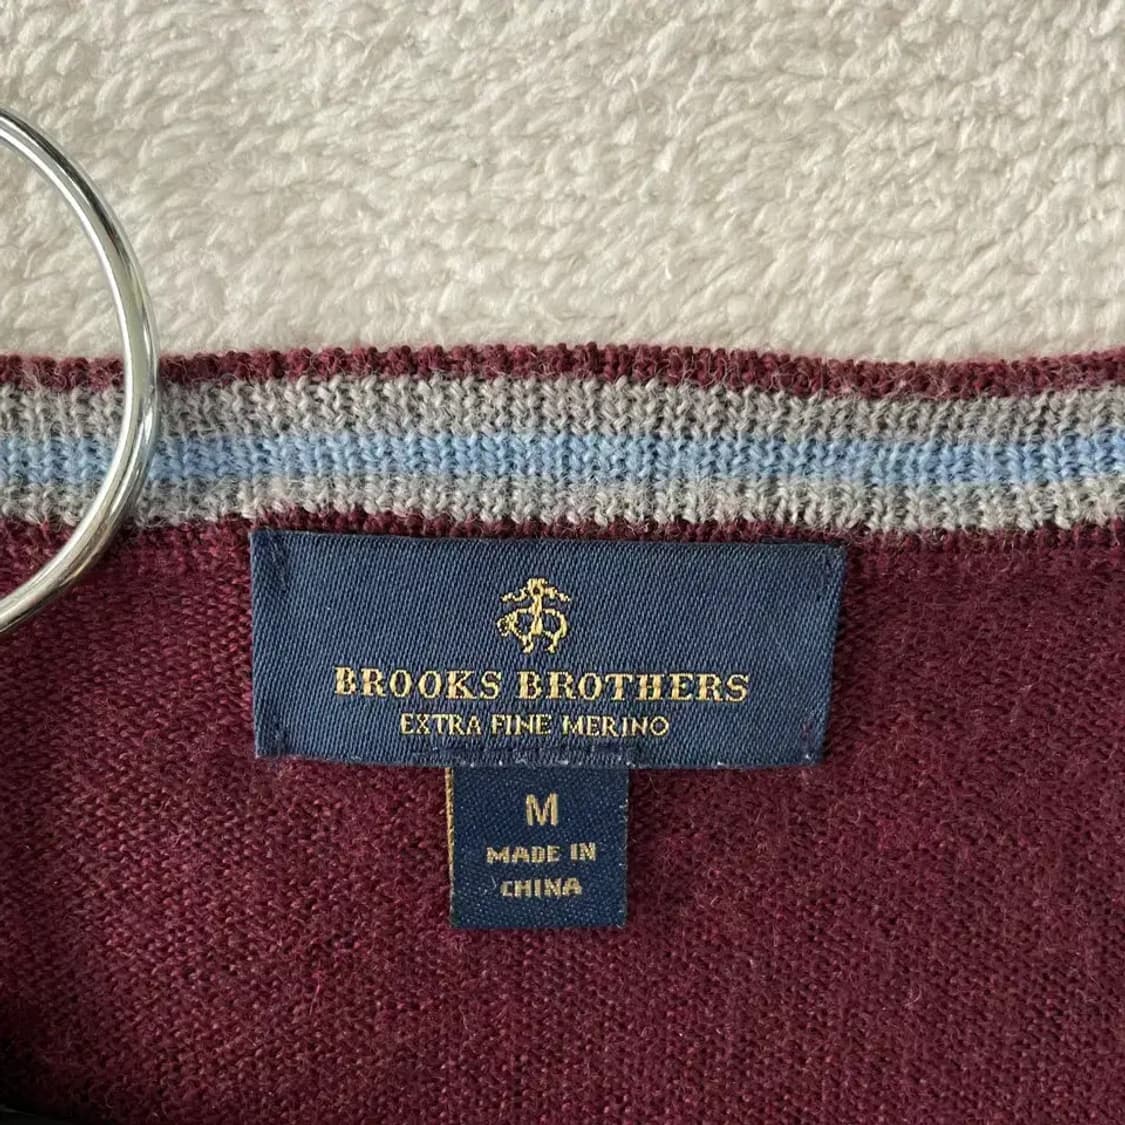 BROOKS BROTHERS
EXTRA FINE MERINO
M
MADE IN
CHINA